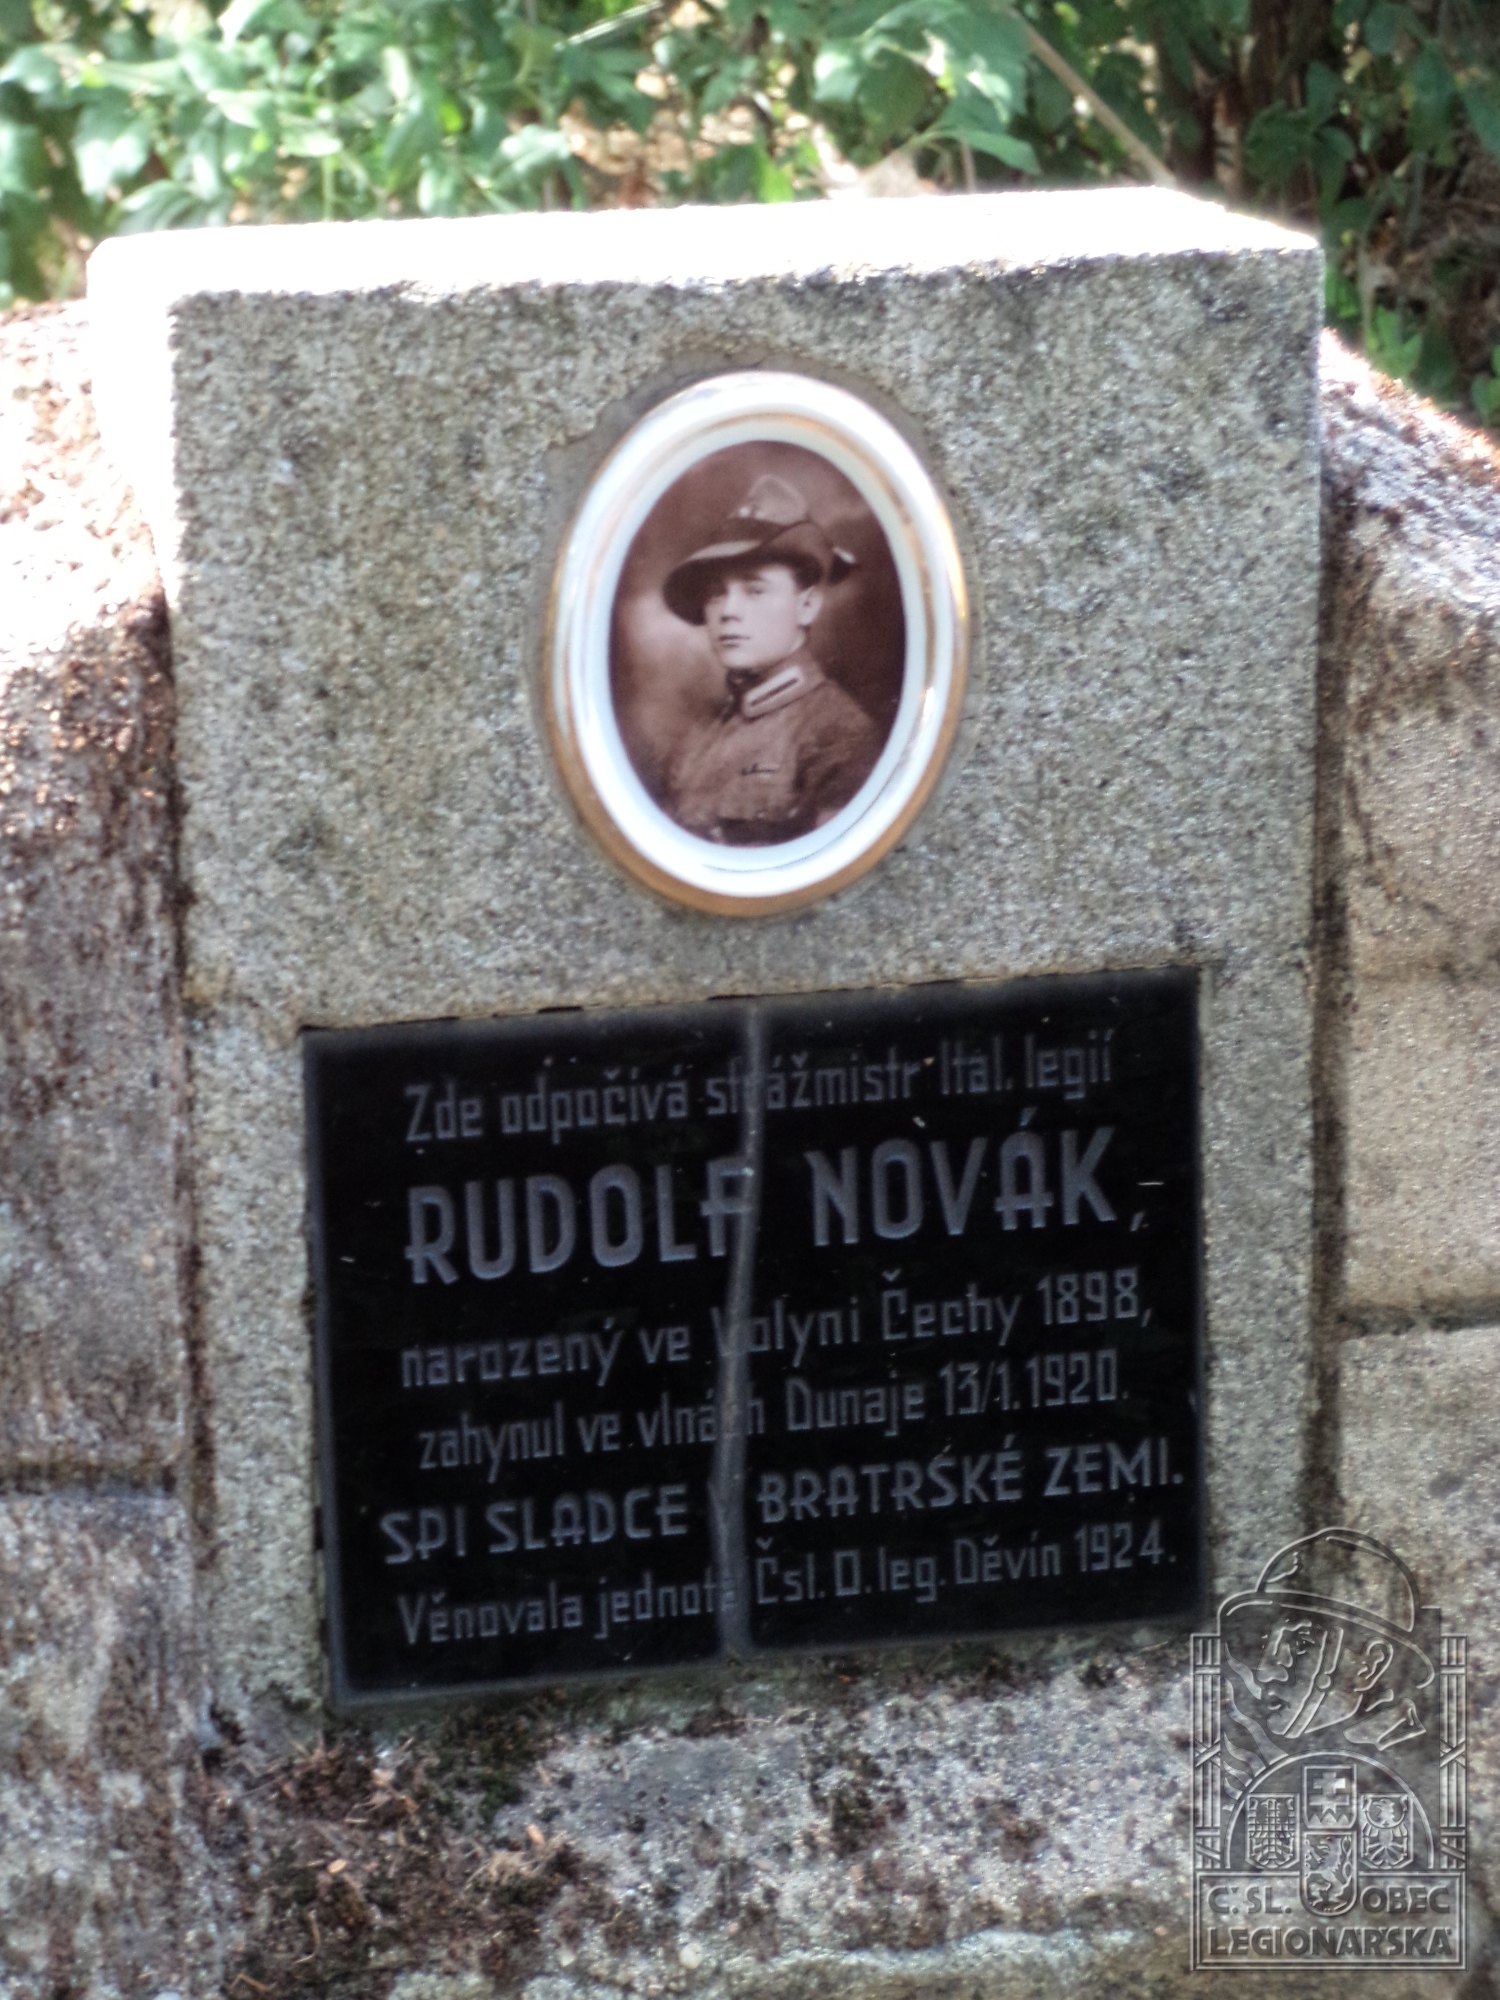 Zde odpočívá strážmistr Ital. legií
RUDOLF NOVÁK,
narozený ve Volyni Čechy 1898,
zahynul ve vlnách Dunaje 13/1. 1920.
SPI SLADCE V BRATRSKÉ ZEMI.
Věnovala jednota Čsl. O. leg. Děvín 1924.
ČSL. OBEC
LEGIONÁŘSKÁ